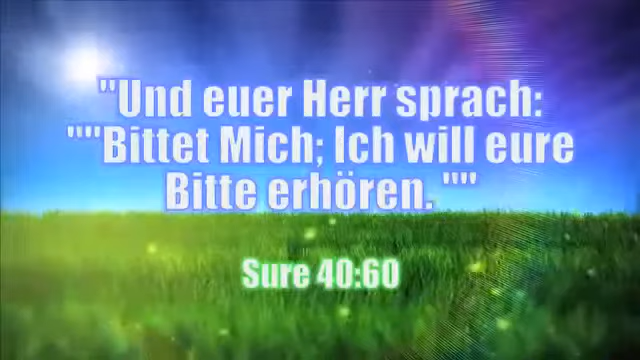 "Und euer Herr sprach:
""Bittet Mich; Ich will eure
Bitte erhören. ""
Sure 40:60